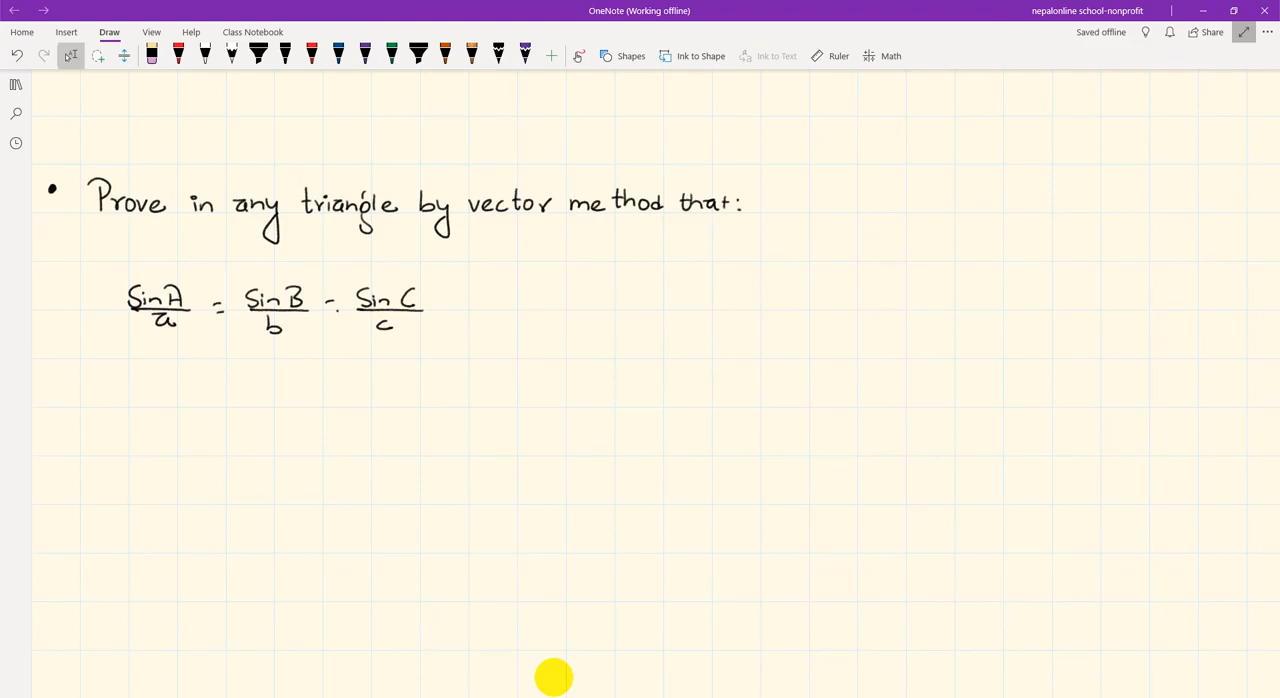 OneNote (Working offline)
nepalonline school-nonprofit
Home Insert Draw View Help Class Notebook
Saved offline Share
Shapes Ink to Shape Ink to Text Ruler Math
• Prove in any triangle by vector method that:
Sin A / a = Sin B / b = Sin C / c